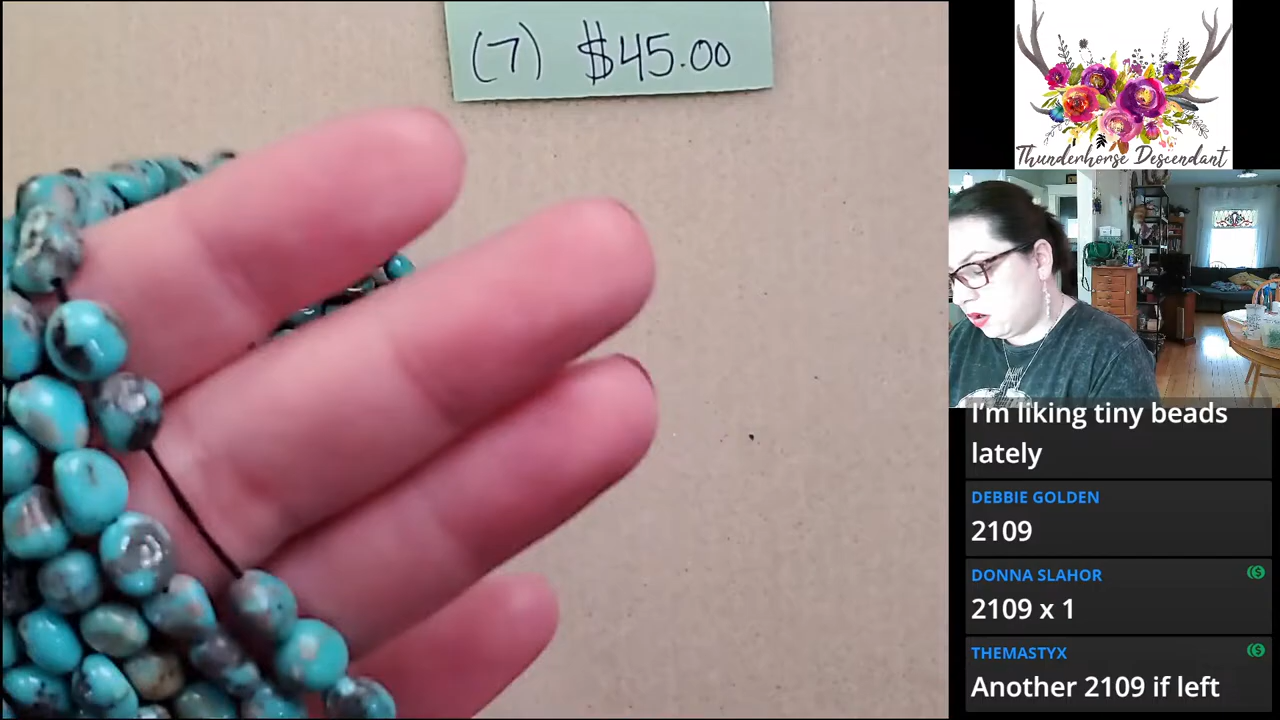 (7) $45.00
Thunderhorse Descendant
I'm liking tiny beads
lately
DEBBIE GOLDEN
2109
DONNA SLAHOR
2109 x 1
THEMASTYX
Another 2109 if left